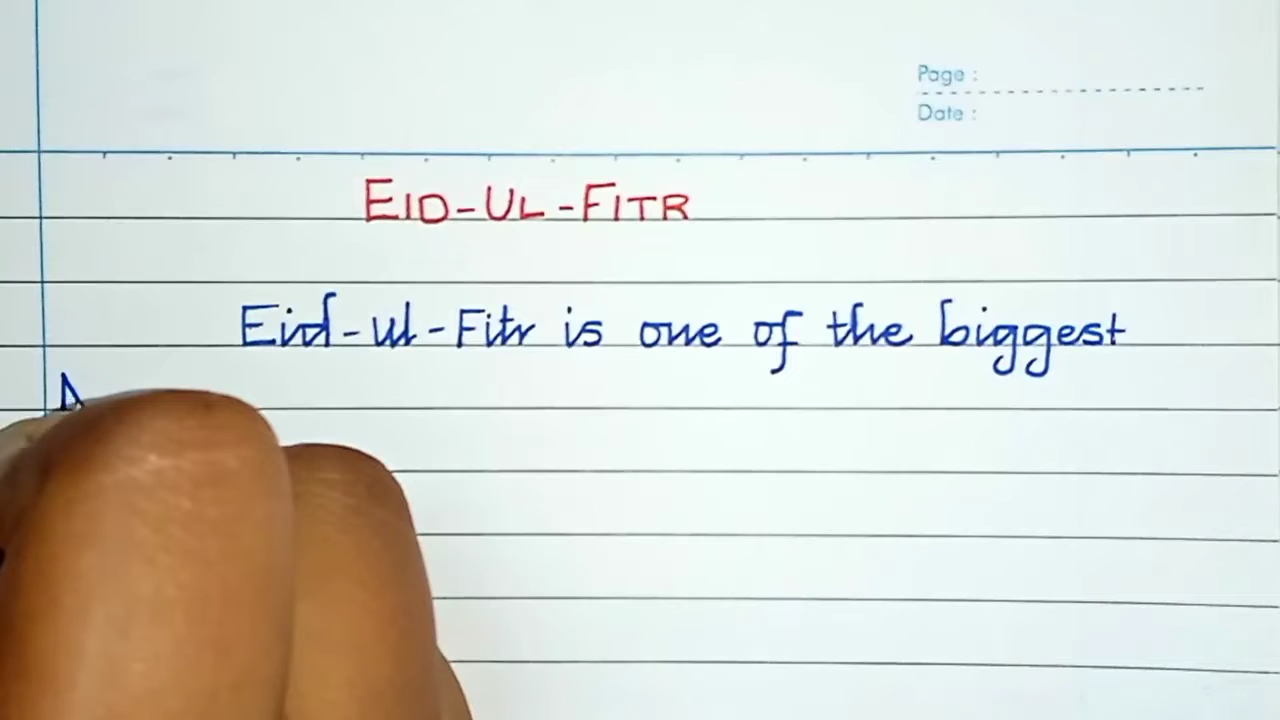 Page :
Date :
EID-UL-FITR
Eid-ul-Fitr is one of the biggest